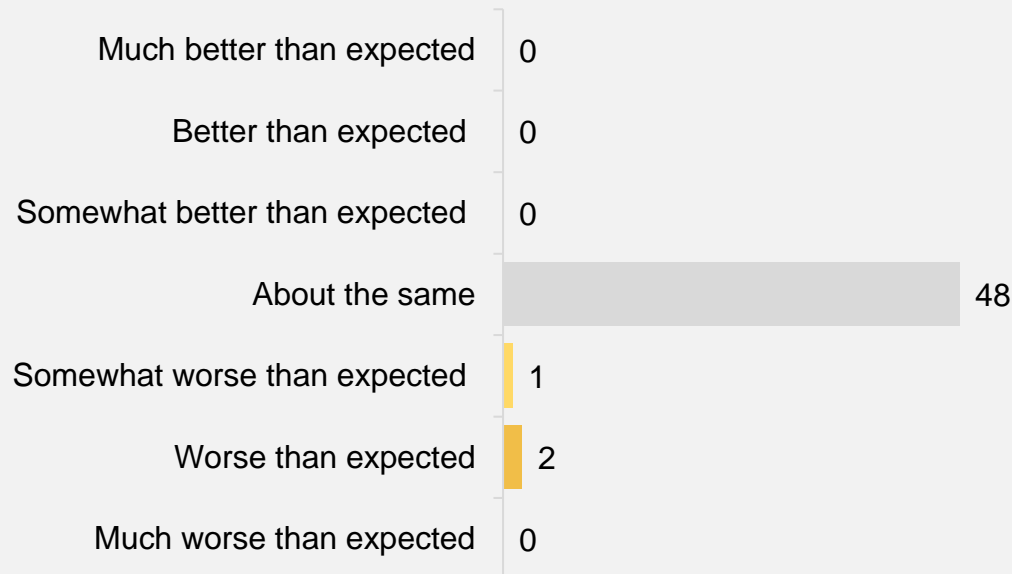 Much better than expected 0
Better than expected 0
Somewhat better than expected 0
About the same 48
Somewhat worse than expected 1
Worse than expected 2
Much worse than expected 0